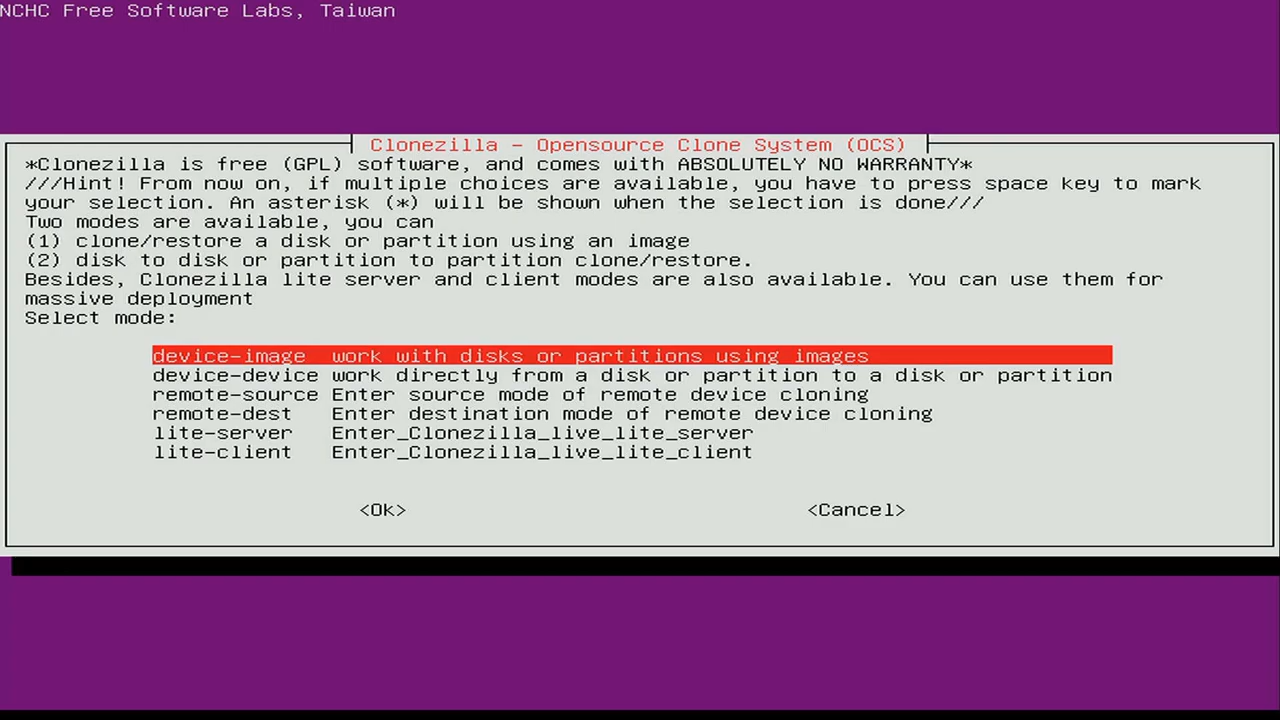 NCHC Free Software Labs, Taiwan
Clonezilla - Opensource Clone System (OCS)
*Clonezilla is free (GPL) software, and comes with ABSOLUTELY NO WARRANTY*
///Hint! From now on, if multiple choices are available, you have to press space key to mark
your selection. An asterisk (*) will be shown when the selection is done///
Two modes are available, you can
(1) clone/restore a disk or partition using an image
(2) disk to disk or partition to partition clone/restore.
Besides, Clonezilla lite server and client modes are also available. You can use them for
massive deployment
Select mode:
device-image work with disks or partitions using images
device-device work directly from a disk or partition to a disk or partition
remote-source Enter source mode of remote device cloning
remote-dest Enter destination mode of remote device cloning
lite-server Enter_Clonezilla_live_lite_server
lite-client Enter_Clonezilla_live_lite_client
<Ok> <Cancel>